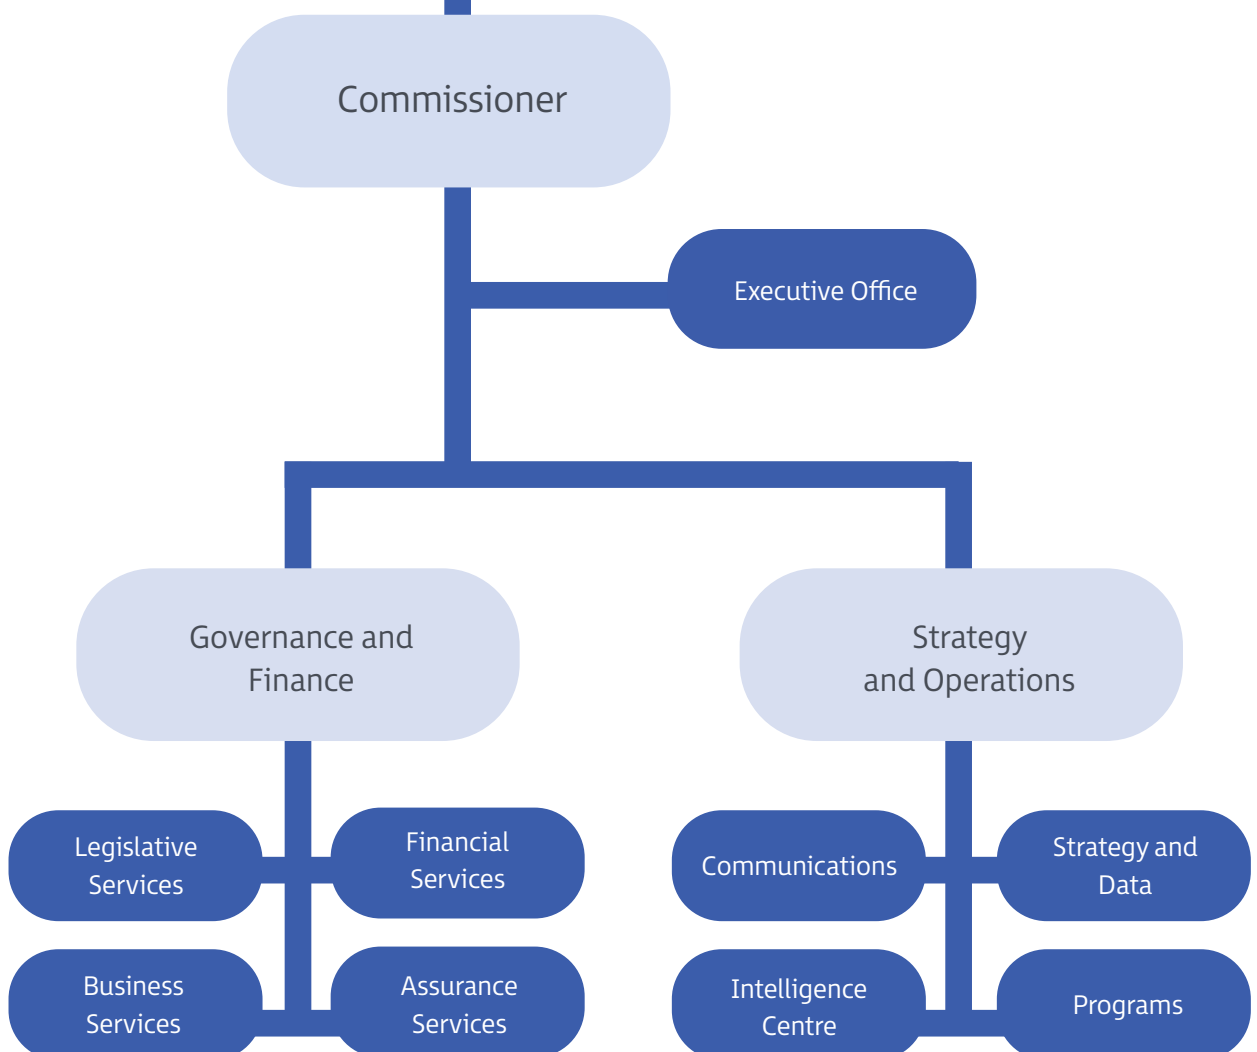 Commissioner
Executive Office
Governance and
Finance
Strategy
and Operations
Legislative
Services
Financial
Services
Communications
Strategy and
Data
Business
Services
Assurance
Services
Intelligence
Centre
Programs